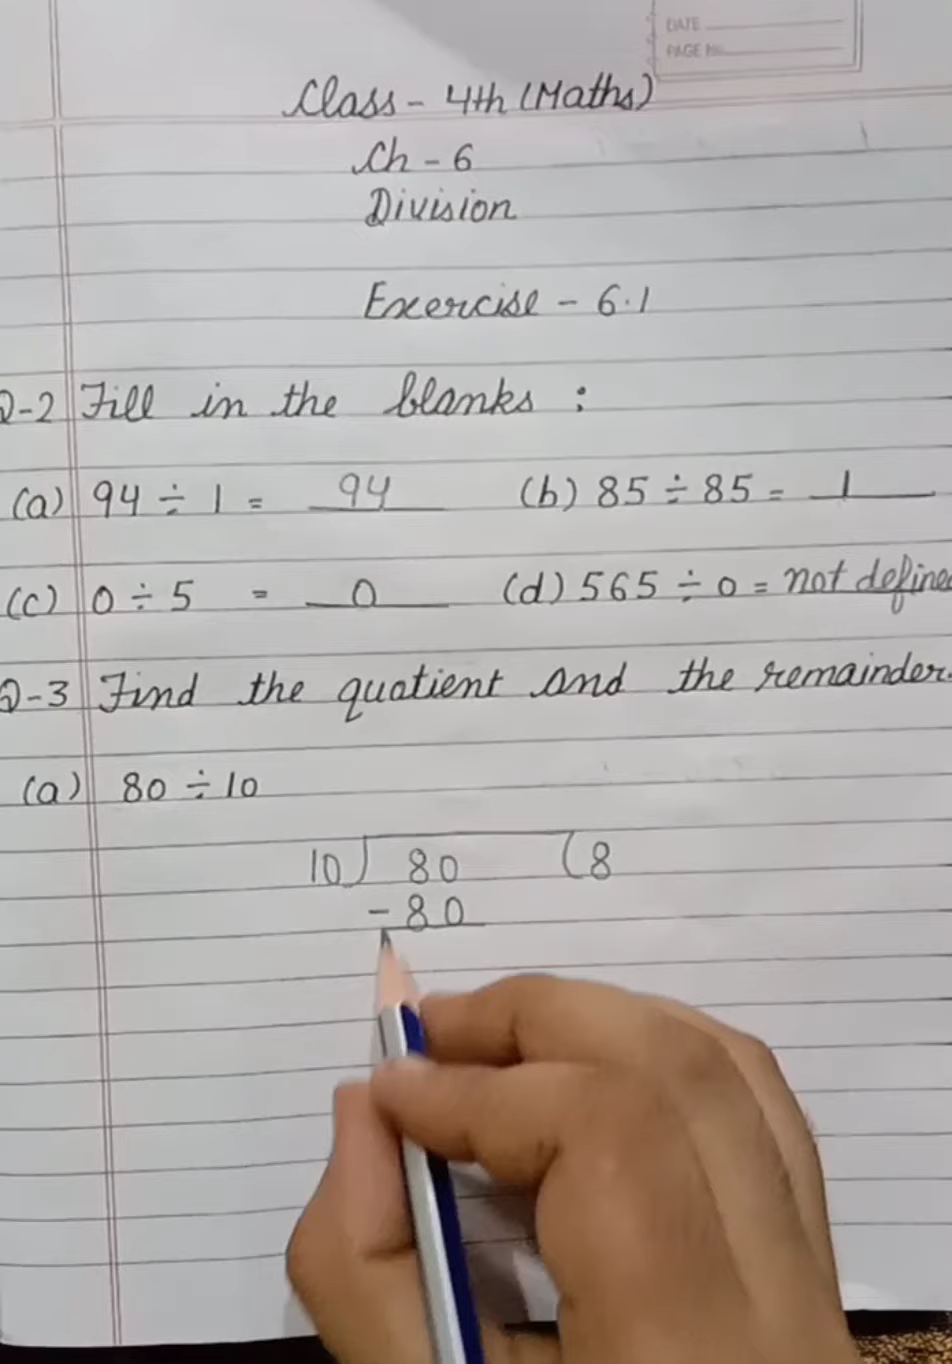 DATE
PAGE No.
Class - 4th (Maths)
Ch - 6
Division
Exercise - 6.1
Q-2 Fill in the blanks :
(a) 94 ÷ 1 = 94 (b) 85 ÷ 85 = 1
(c) 0 ÷ 5 = 0 (d) 565 ÷ 0 = not define
Q-3 Find the quotient and the remainder.
(a) 80 ÷ 10
10) 80 (8
- 80